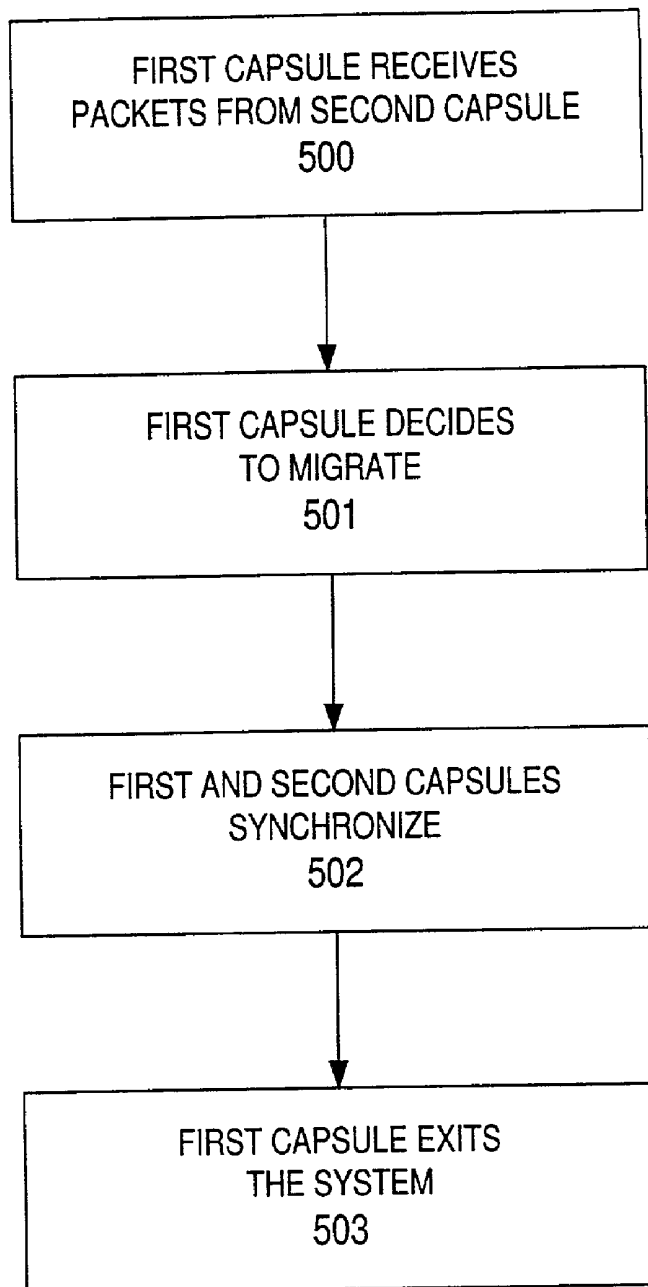 FIRST CAPSULE RECEIVES
PACKETS FROM SECOND CAPSULE
500
FIRST CAPSULE DECIDES
TO MIGRATE
501
FIRST AND SECOND CAPSULES
SYNCHRONIZE
502
FIRST CAPSULE EXITS
THE SYSTEM
503